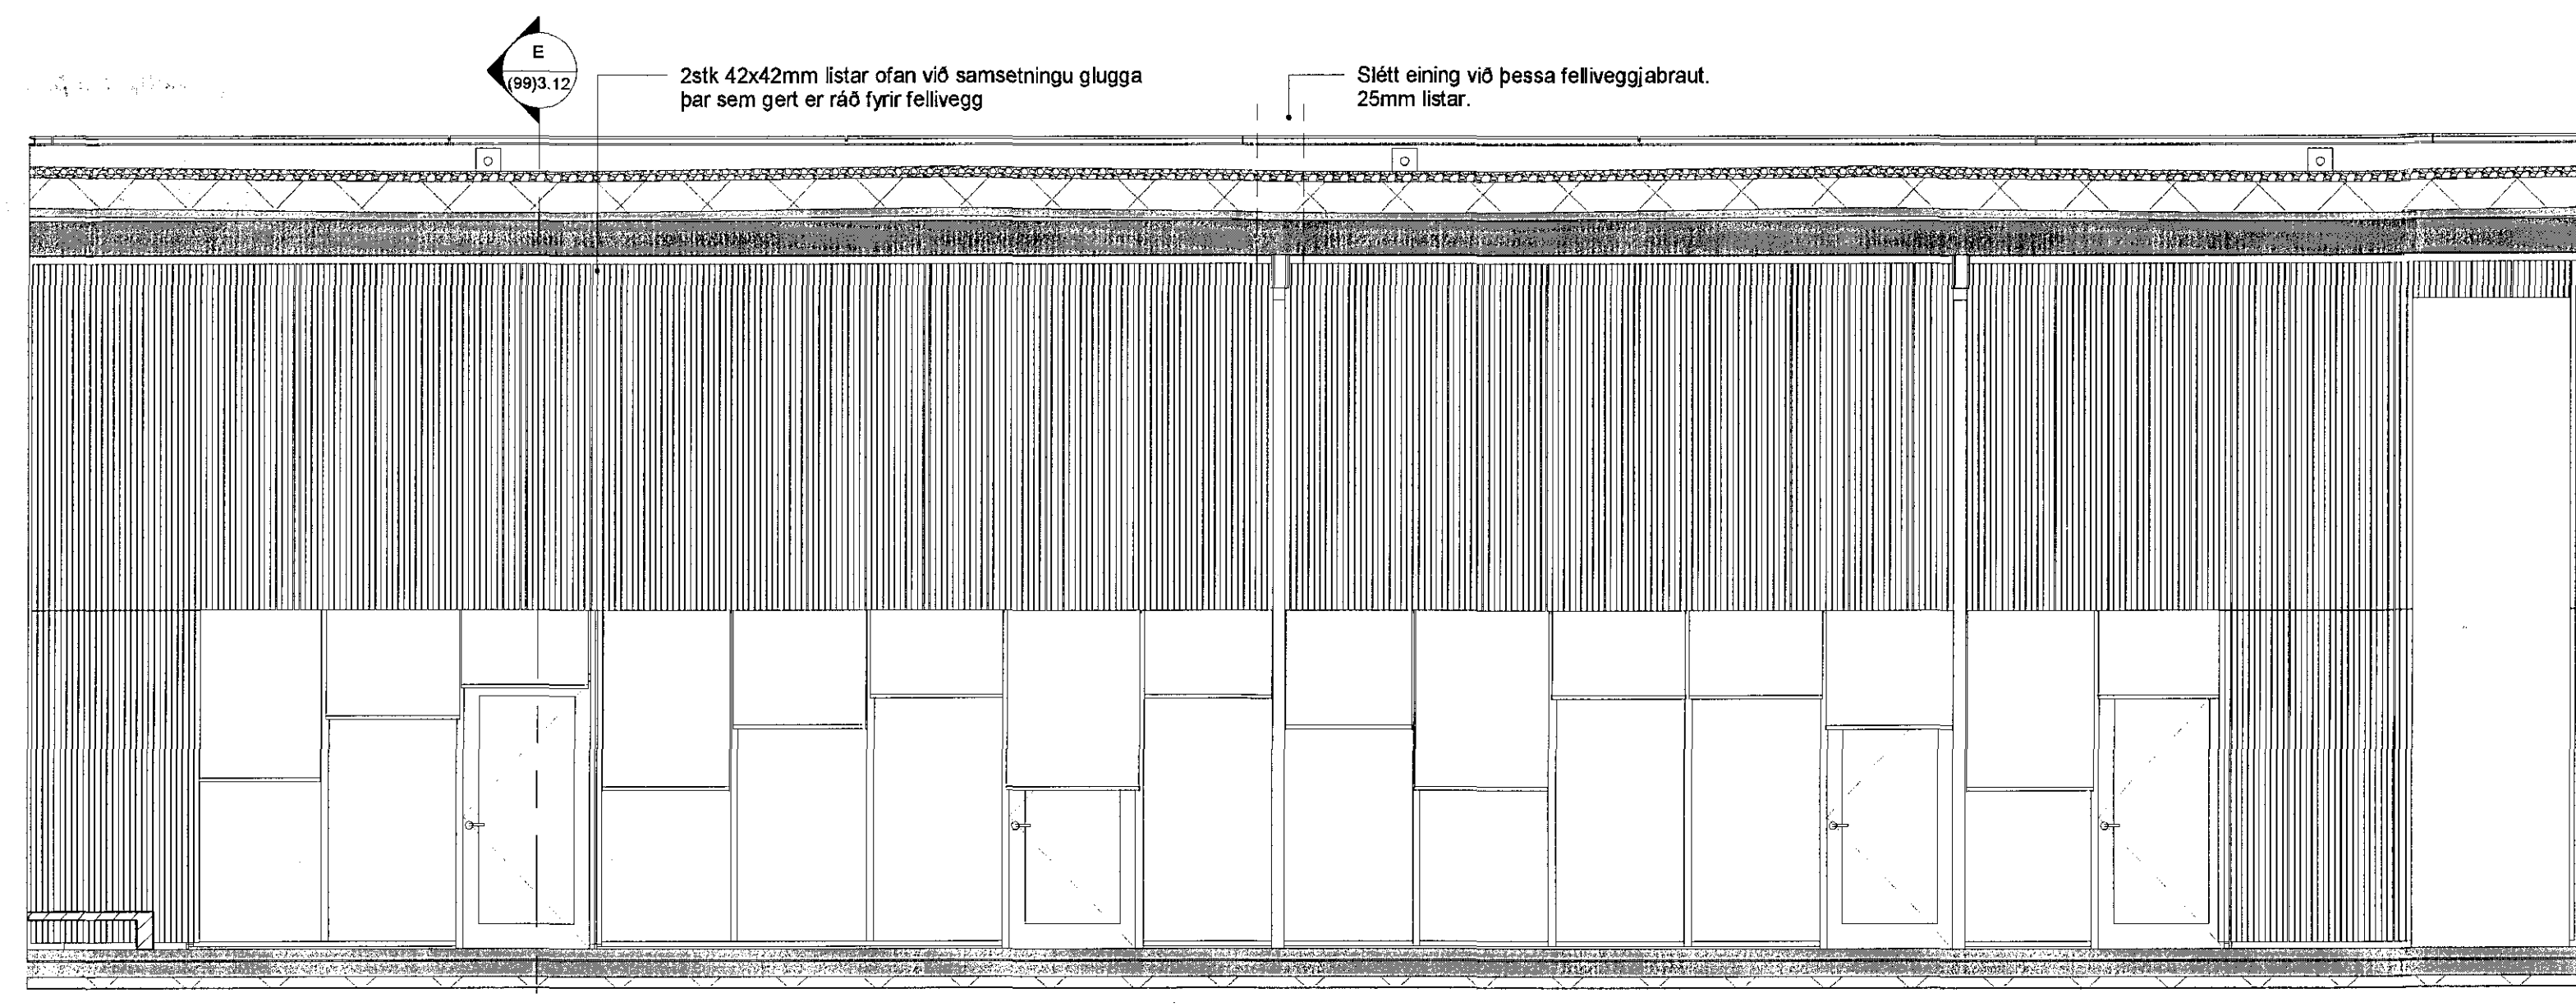 E
(99)3.12
2stk 42x42mm listar ofan við samsetningu glugga
þar sem gert er ráð fyrir fellivegg
Slétt eining við þessa felliveggjabraut.
25mm listar.